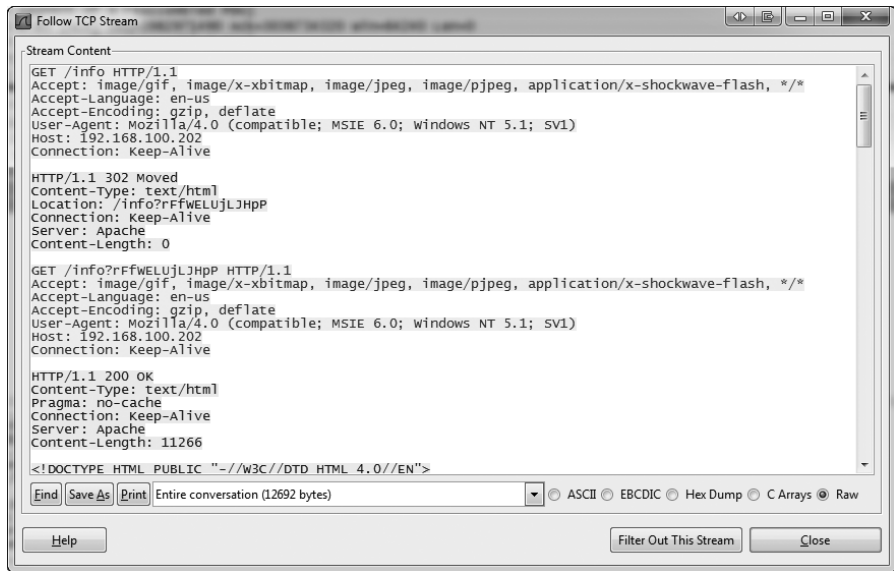 Follow TCP Stream
Stream Content
GET /info HTTP/1.1
Accept: image/gif, image/x-xbitmap, image/jpeg, image/pjpeg, application/x-shockwave-flash, */*
Accept-Language: en-us
Accept-Encoding: gzip, deflate
User-Agent: Mozilla/4.0 (compatible; MSIE 6.0; Windows NT 5.1; SV1)
Host: 192.168.100.202
Connection: Keep-Alive
HTTP/1.1 302 Moved
Content-Type: text/html
Location: /info?rFfWELUjLJHpP
Connection: Keep-Alive
Server: Apache
Content-Length: 0
GET /info?rFfWELUjLJHpP HTTP/1.1
Accept: image/gif, image/x-xbitmap, image/jpeg, image/pjpeg, application/x-shockwave-flash, */*
Accept-Language: en-us
Accept-Encoding: gzip, deflate
User-Agent: Mozilla/4.0 (compatible; MSIE 6.0; Windows NT 5.1; SV1)
Host: 192.168.100.202
Connection: Keep-Alive
HTTP/1.1 200 OK
Content-Type: text/html
Pragma: no-cache
Connection: Keep-Alive
Server: Apache
Content-Length: 11266
<!DOCTYPE HTML PUBLIC "-//W3C//DTD HTML 4.0//EN">
Find Save As Print Entire conversation (12692 bytes) ASCII EBCDIC Hex Dump C Arrays Raw
Help Filter Out This Stream Close